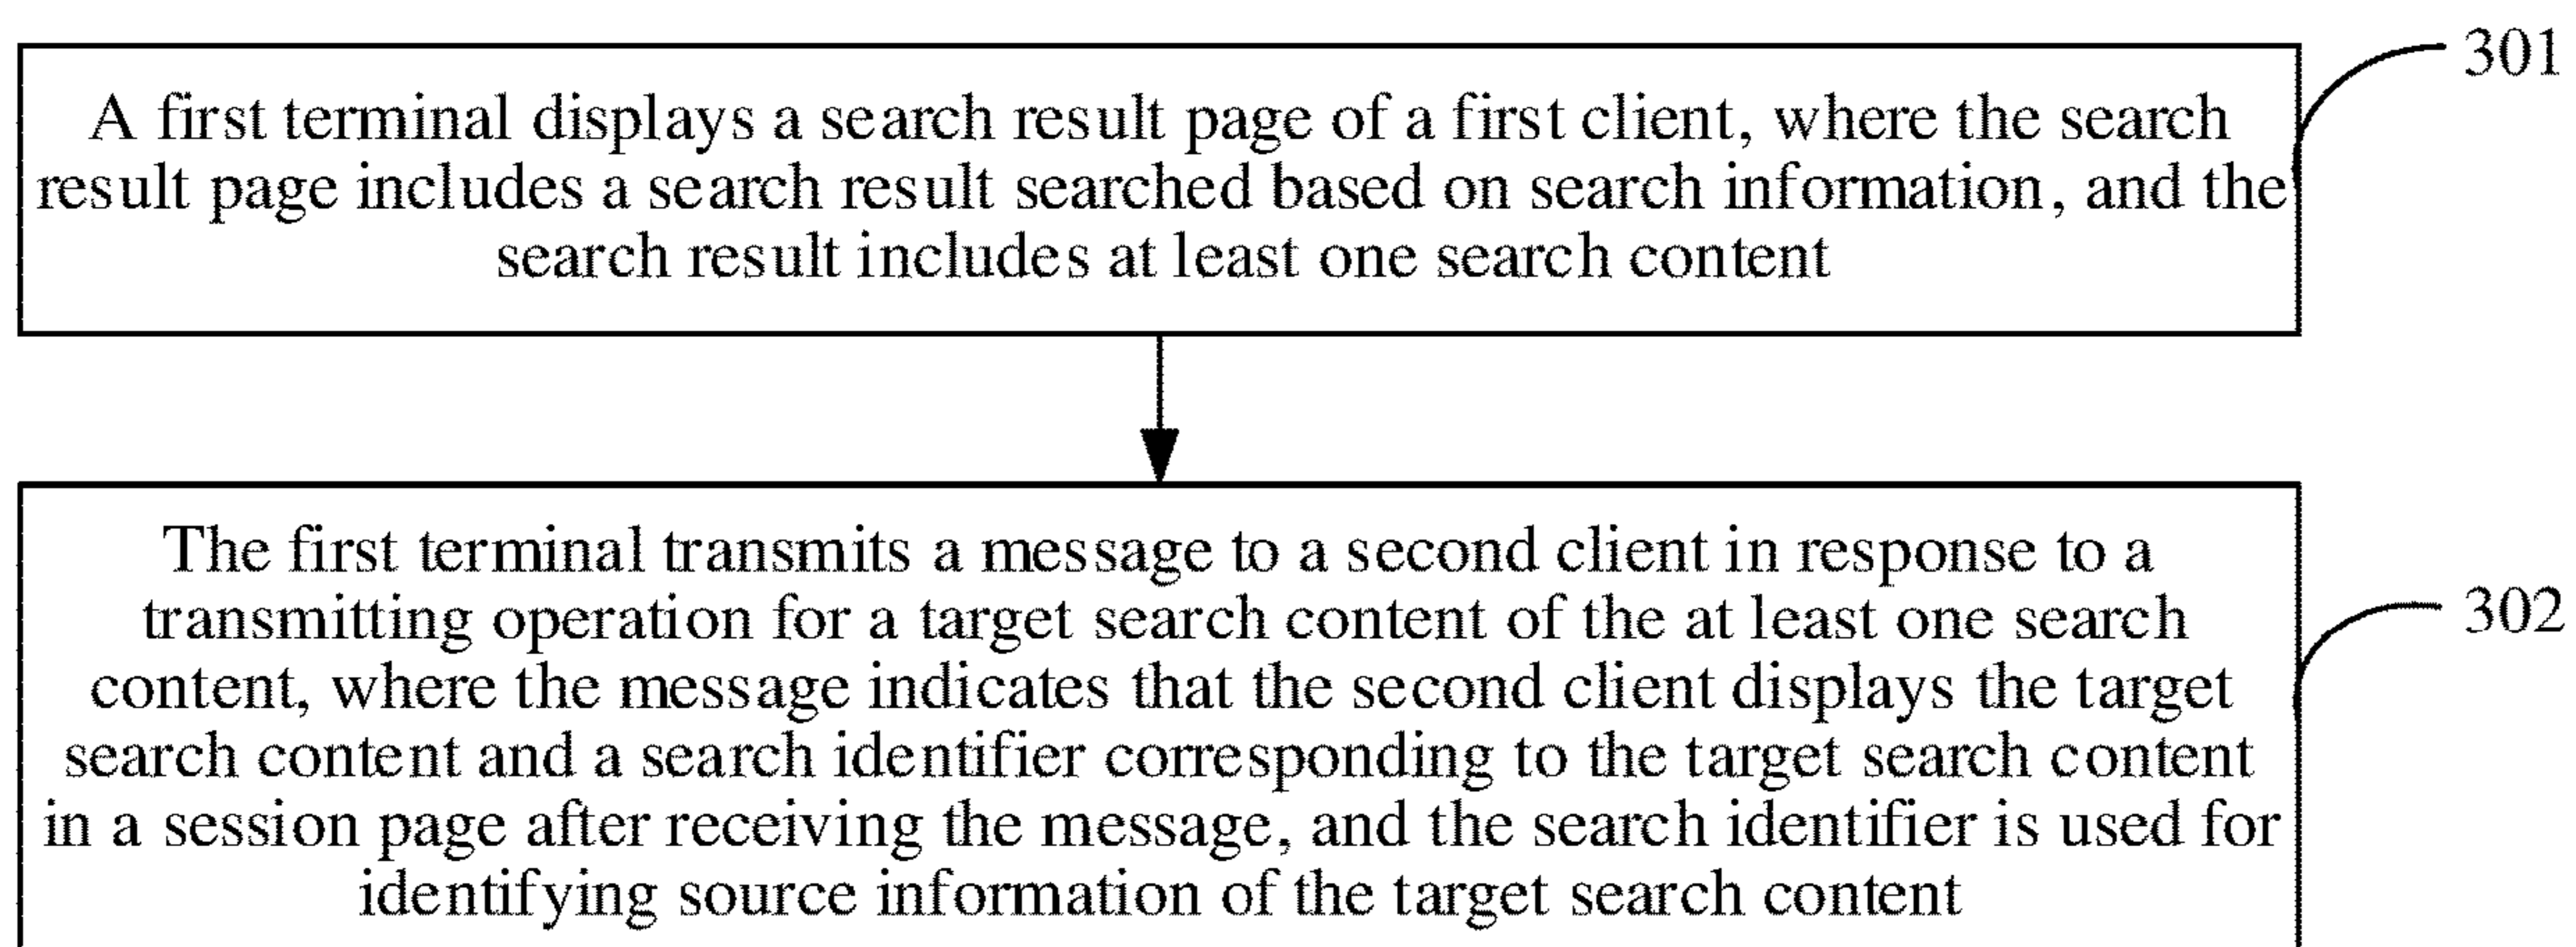 301
A first terminal displays a search result page of a first client, where the search
result page includes a search result searched based on search information, and the
search result includes at least one search content
The first terminal transmits a message to a second client in response to a
transmitting operation for a target search content of the at least one search
content, where the message indicates that the second client displays the target
search content and a search identifier corresponding to the target search content
in a session page after receiving the message, and the search identifier is used for
identifying source information of the target search content
302